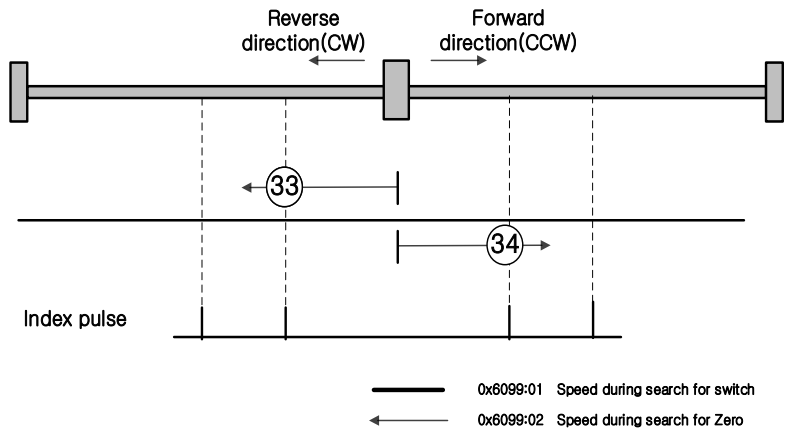 Reverse
direction(CW)
Forward
direction(CCW)
33
34
Index pulse
0x6099:01 Speed during search for switch
0x6099:02 Speed during search for Zero